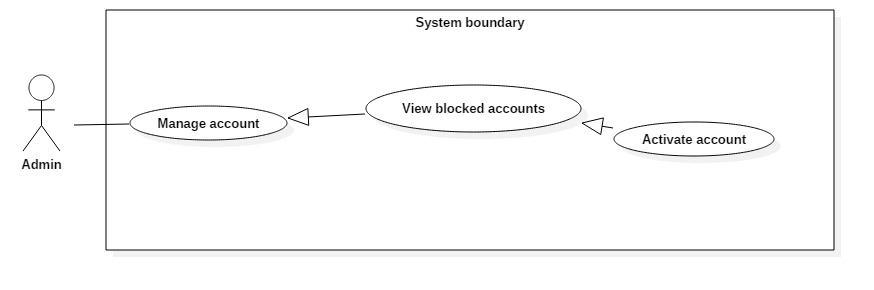 System boundary
View blocked accounts
Manage account
Activate account
Admin